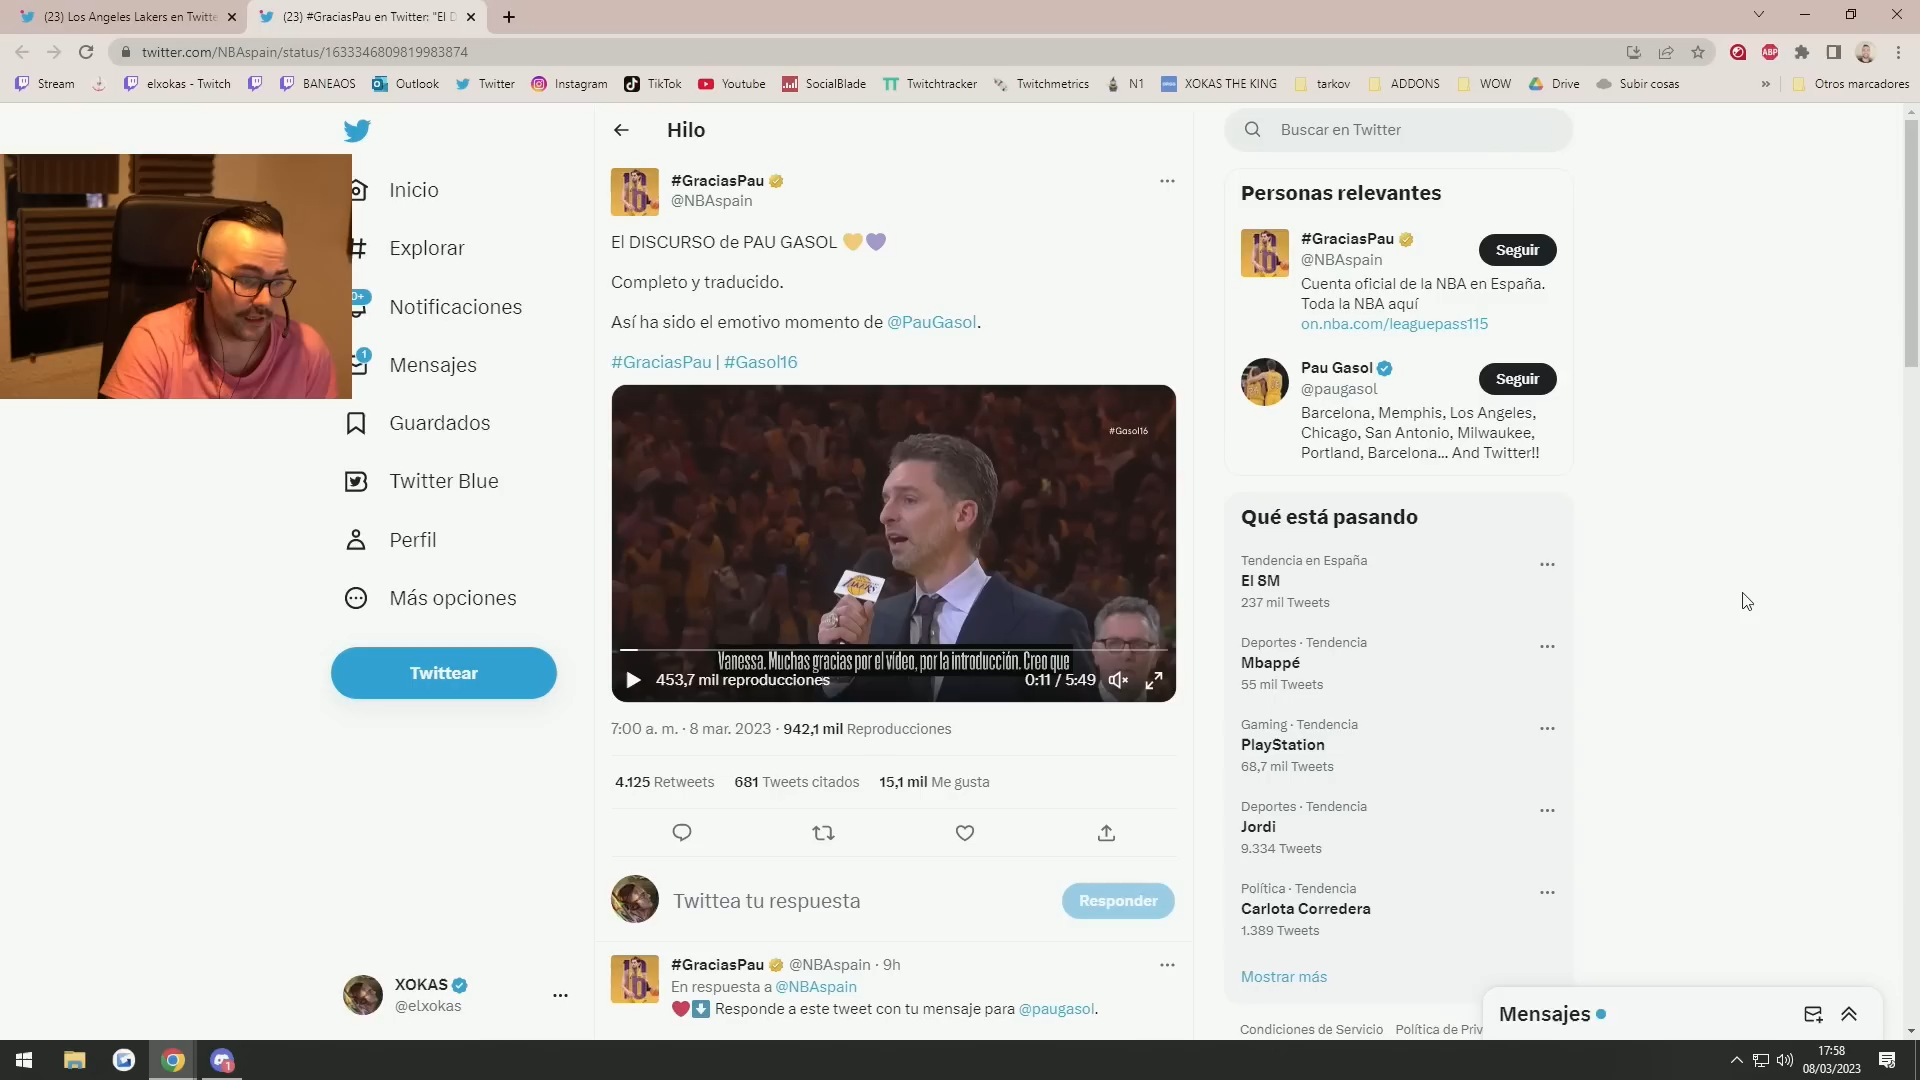 (23) Los Angeles Lakers en Twitte
(23) #GraciasPau en Twitter: "El D
twitter.com/NBAspain/status/1633346809819983874
Stream
elxokas - Twitch
BANEAOS
Outlook
Twitter
Instagram
TikTok
Youtube
SocialBlade
Twitchtracker
Twitchmetrics
N1
XOKAS THE KING
tarkov
ADDONS
WOW
Drive
Subir cosas
»
Otros marcadores
ABP
Inicio
Explorar
0+
Notificaciones
1
Mensajes
Guardados
Twitter Blue
Perfil
Más opciones
Twittear
XOKAS
@elxokas
Hilo
#GraciasPau
@NBAspain
El DISCURSO de PAU GASOL 💛💜
Completo y traducido.
Así ha sido el emotivo momento de @PauGasol.
#GraciasPau | #Gasol16
#Gasol16
Vanessa. Muchas gracias por el vídeo, por la introducción. Creo que
453,7 mil reproducciones
0:11 / 5:49
7:00 a. m. · 8 mar. 2023 · 942,1 mil Reproducciones
4.125 Retweets 681 Tweets citados 15,1 mil Me gusta
Twittea tu respuesta
Responder
#GraciasPau @NBAspain · 9h
En respuesta a @NBAspain
❤️⬇️ Responde a este tweet con tu mensaje para @paugasol.
Buscar en Twitter
Personas relevantes
#GraciasPau
@NBAspain
Seguir
Cuenta oficial de la NBA en España.
Toda la NBA aquí
on.nba.com/leaguepass115
Pau Gasol
@paugasol
Seguir
Barcelona, Memphis, Los Angeles,
Chicago, San Antonio, Milwaukee,
Portland, Barcelona... And Twitter!!
Qué está pasando
Tendencia en España
El 8M
237 mil Tweets
Deportes · Tendencia
Mbappé
55 mil Tweets
Gaming · Tendencia
PlayStation
68,7 mil Tweets
Deportes · Tendencia
Jordi
9.334 Tweets
Política · Tendencia
Carlota Corredera
1.389 Tweets
Mostrar más
Condiciones de Servicio Política de Priv
Mensajes
1
17:58
08/03/2023